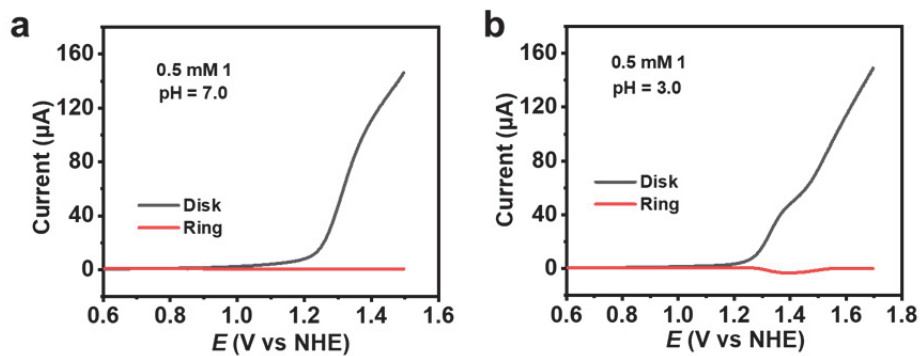 a
160
120
80
40
0
Current (µA)
0.5 mM 1
pH = 7.0
Disk
Ring
0.6 0.8 1.0 1.2 1.4 1.6
E (V vs NHE)
b
160
120
80
40
0
Current (µA)
0.5 mM 1
pH = 3.0
Disk
Ring
0.6 0.8 1.0 1.2 1.4 1.6 1.8
E (V vs NHE)